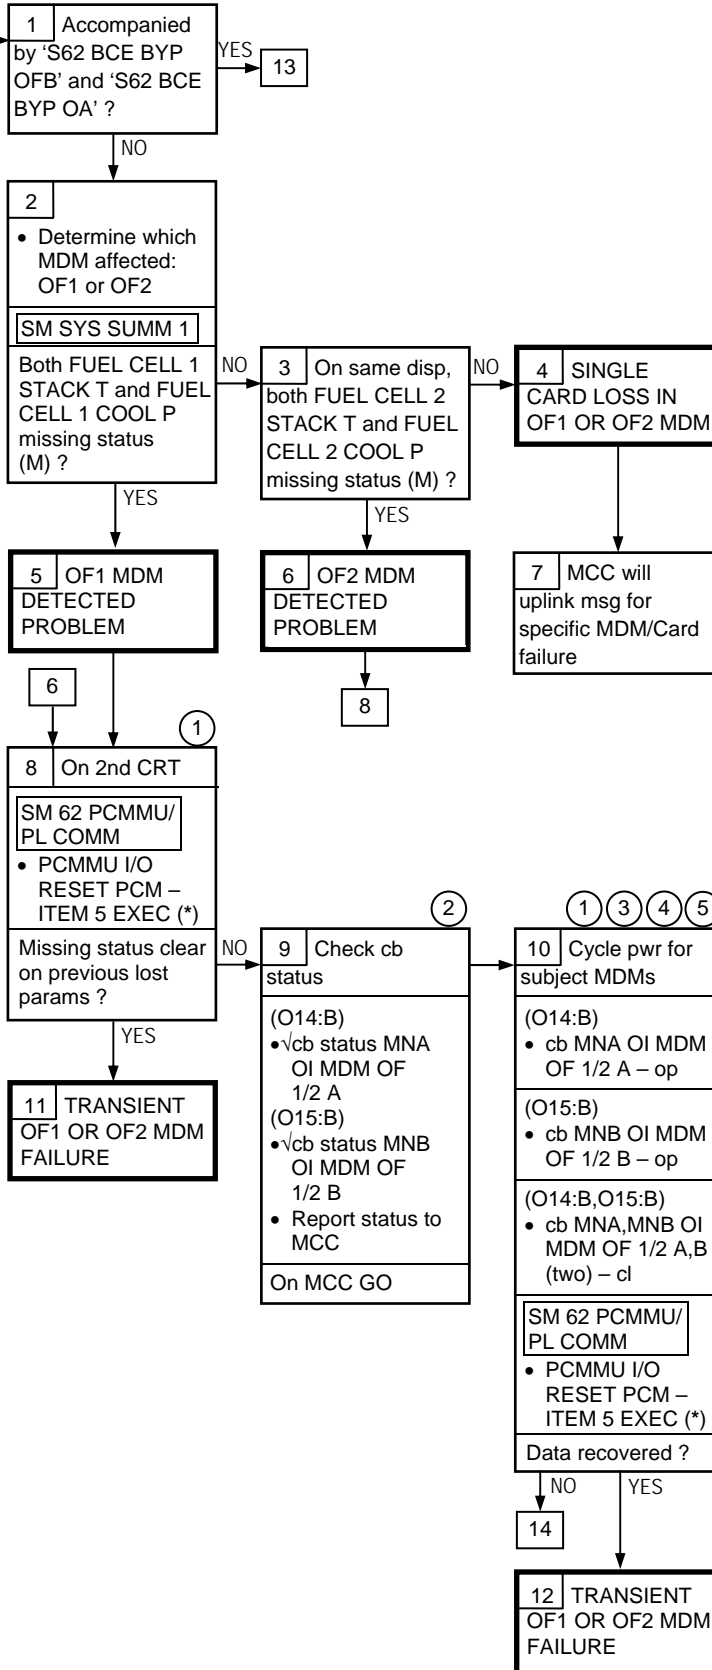 1 Accompanied
by ‘S62 BCE BYP
OFB’ and ‘S62 BCE
BYP OA’ ?
YES
13
NO
2
• Determine which
MDM affected:
OF1 or OF2
SM SYS SUMM 1
Both FUEL CELL 1
STACK T and FUEL
CELL 1 COOL P
missing status
(M) ?
NO
3 On same disp,
both FUEL CELL 2
STACK T and FUEL
CELL 2 COOL P
missing status (M) ?
NO
4 SINGLE
CARD LOSS IN
OF1 OR OF2 MDM
YES
YES
5 OF1 MDM
DETECTED
PROBLEM
6 OF2 MDM
DETECTED
PROBLEM
7 MCC will
uplink msg for
specific MDM/Card
failure
6
8
1
8 On 2nd CRT
SM 62 PCMMU/
PL COMM
• PCMMU I/O
RESET PCM –
ITEM 5 EXEC (*)
Missing status clear
on previous lost
params ?
NO
YES
11 TRANSIENT
OF1 OR OF2 MDM
FAILURE
2
9 Check cb
status
(O14:B)
•√cb status MNA
OI MDM OF
1/2 A
(O15:B)
•√cb status MNB
OI MDM OF
1/2 B
• Report status to
MCC
On MCC GO
1 3 4 5
10 Cycle pwr for
subject MDMs
(O14:B)
• cb MNA OI MDM
OF 1/2 A – op
(O15:B)
• cb MNB OI MDM
OF 1/2 B – op
(O14:B,O15:B)
• cb MNA,MNB OI
MDM OF 1/2 A,B
(two) – cl
SM 62 PCMMU/
PL COMM
• PCMMU I/O
RESET PCM –
ITEM 5 EXEC (*)
Data recovered ?
NO
YES
14
12 TRANSIENT
OF1 OR OF2 MDM
FAILURE